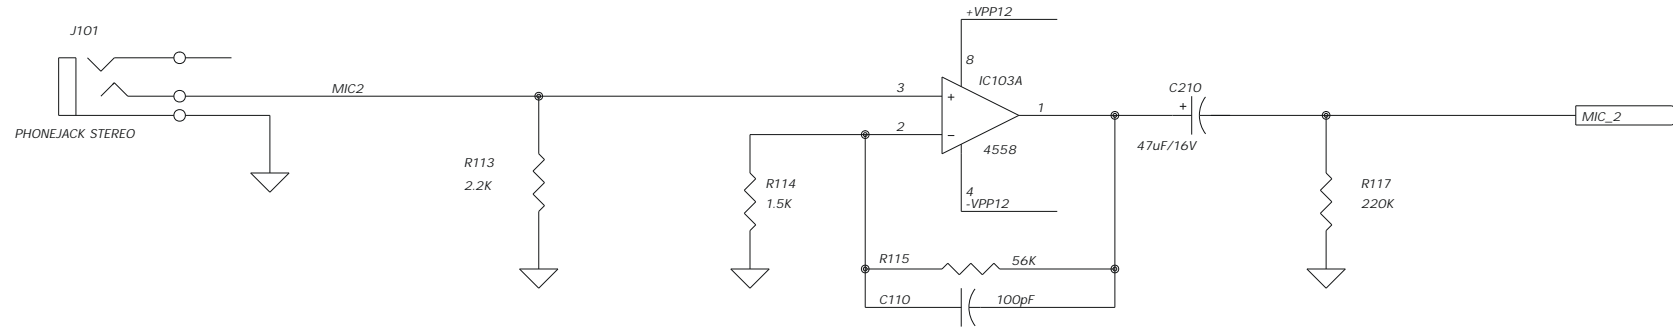 J101
PHONEJACK STEREO
MIC2
R113
2.2K
R114
1.5K
3
+
2
−
+VPP12
8
IC103A
1
4558
4
-VPP12
R115
56K
C110
100pF
C210
+
47uF/16V
R117
220K
MIC_2